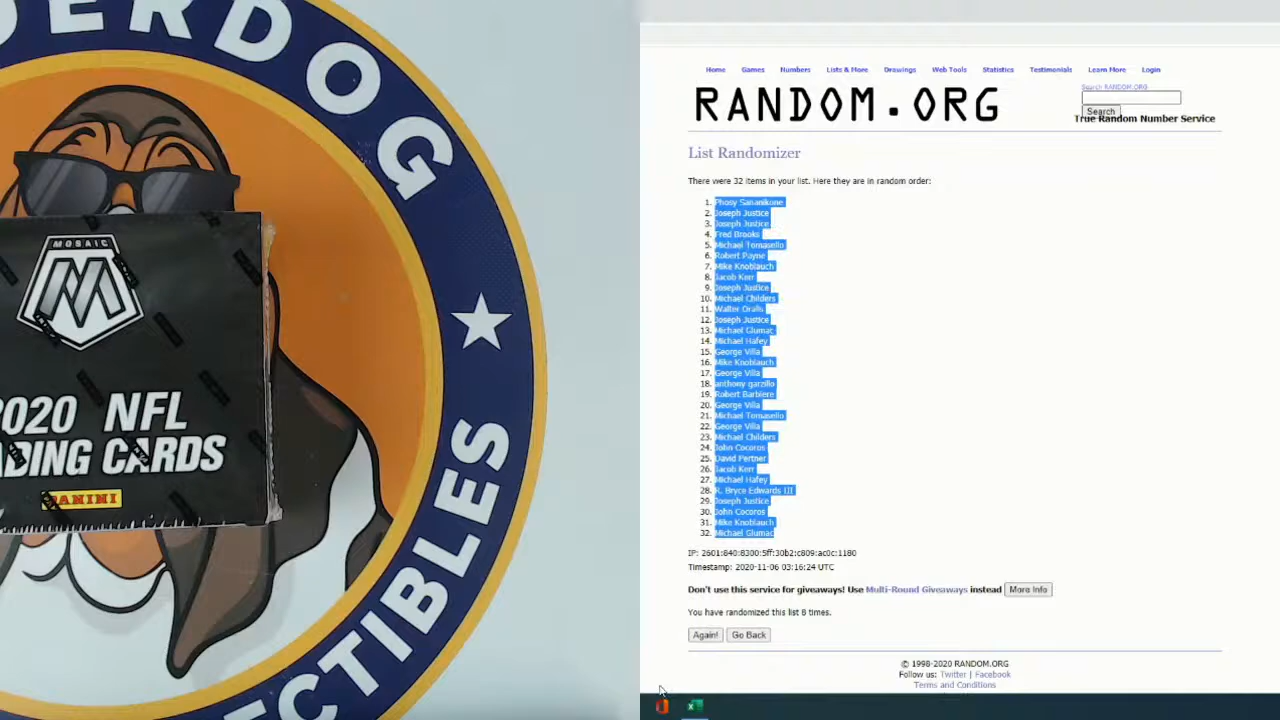 DERDOG
MOSAIC
2020 NFL
ADING CARDS
PANINI
ECTIBLES
Home Games Numbers Lists & More Drawings Web Tools Statistics Testimonials Learn More Login
Search RANDOM.ORG
RANDOM.ORG
Search
True Random Number Service
List Randomizer
There were 32 items in your list. Here they are in random order:
1. Phosy Sananikone
2. Joseph Justice
3. Joseph Justice
4. Fred Brooks
5. Michael Tomasello
6. Robert Payne
7. Mike Knoblauch
8. Jacob Kerr
9. Joseph Justice
10. Michael Childers
11. Walter Oralls
12. Joseph Justice
13. Michael Glumac
14. Michael Hafey
15. George Villa
16. Mike Knoblauch
17. George Villa
18. anthony garzillo
19. Robert Barbiere
20. George Villa
21. Michael Tomasello
22. George Villa
23. Michael Childers
24. John Cocoros
25. David Pertner
26. Jacob Kerr
27. Michael Hafey
28. R. Bryce Edwards III
29. Joseph Justice
30. John Cocoros
31. Mike Knoblauch
32. Michael Glumac
IP: 2601:840:8300:5ff:30b2:c809:ac0c:1180
Timestamp: 2020-11-06 03:16:24 UTC
Don't use this service for giveaways! Use Multi-Round Giveaways instead More Info
You have randomized this list 8 times.
Again! Go Back
© 1998-2020 RANDOM.ORG
Follow us: Twitter | Facebook
Terms and Conditions